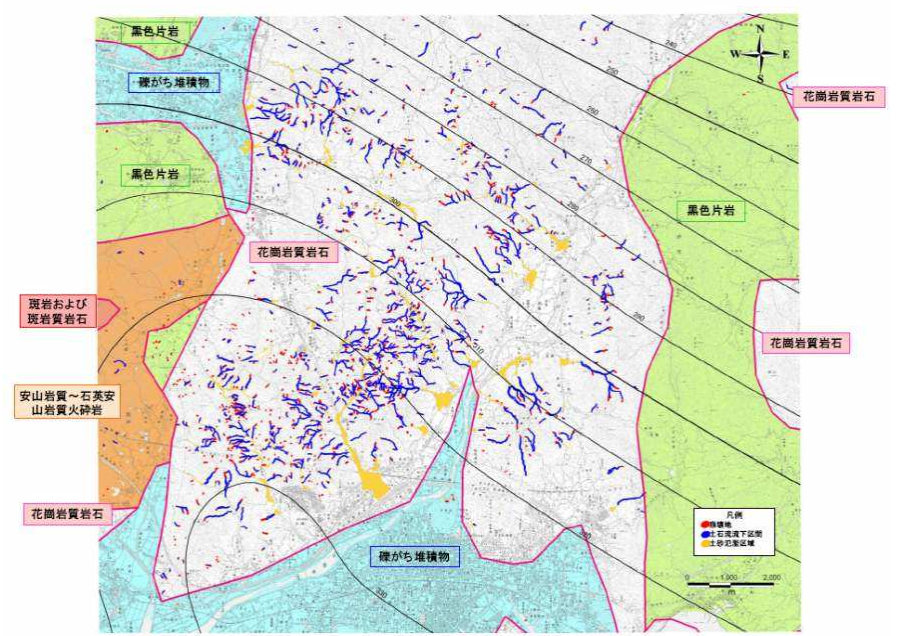 黒色片岩
礫がち堆積物
N
W
E
S
花崗岩質岩石
黒色片岩
黒色片岩
花崗岩質岩石
斑岩および
斑岩質岩石
花崗岩質岩石
安山岩質～石英安
山岩質火砕岩
花崗岩質岩石
礫がち堆積物
240
250
260
270
280
300
310
330
凡例
崩壊地
土石流流下区間
土砂氾濫区域
0
1,000
2,000
m